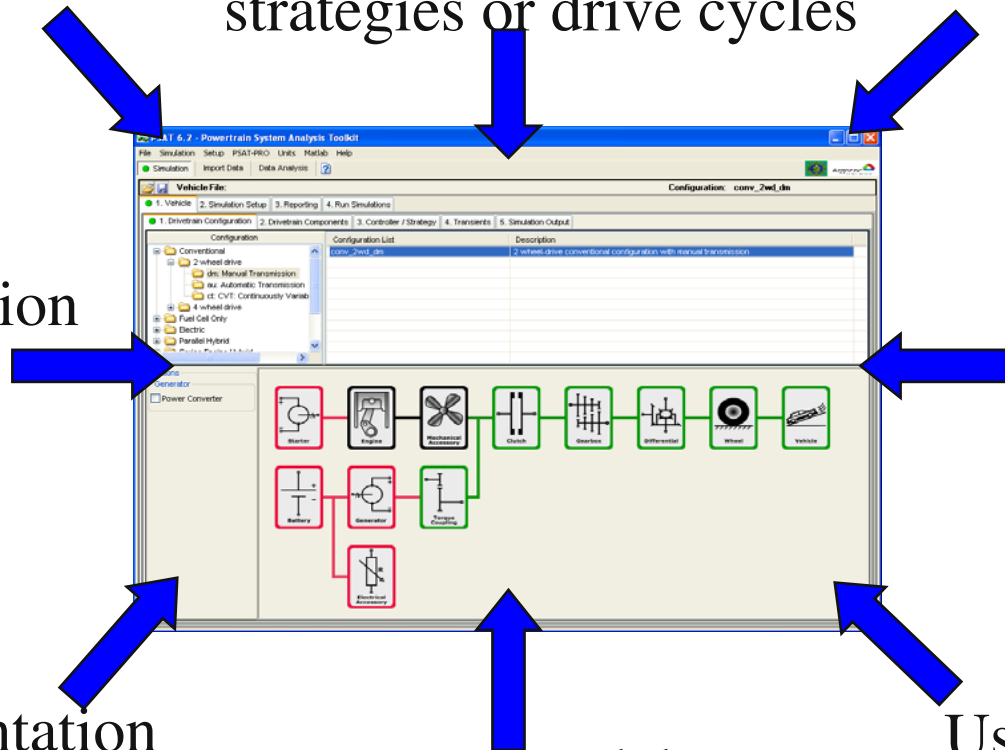 strategies or drive cycles
PSAT 6.2 - Powertrain System Analysis Toolkit
File Simulation Setup PSAT-PRO Units Matlab Help
Simulation Import Data Data Analysis
Vehicle File: Configuration: conv_2wd_dm
1. Vehicle 2. Simulation Setup 3. Reporting 4. Run Simulations
1. Drivetrain Configuration 2. Drivetrain Components 3. Controller / Strategy 4. Transients 5. Simulation Output
Configuration Configuration List Description
Conventional conv_2wd_dm 2 wheel-drive conventional configuration with manual transmission
2 wheel drive
dm: Manual Transmission
au: Automatic Transmission
ct: CVT: Continuously Variab
4 wheel drive
Fuel Cell Only
Electric
Parallel Hybrid
tion
Generator
Power Converter
Starter Engine Mechanical Accessory Clutch Gearbox Differential Wheel Vehicle
Battery Generator Torque Coupling
Electrical Accessory
ntation
Us